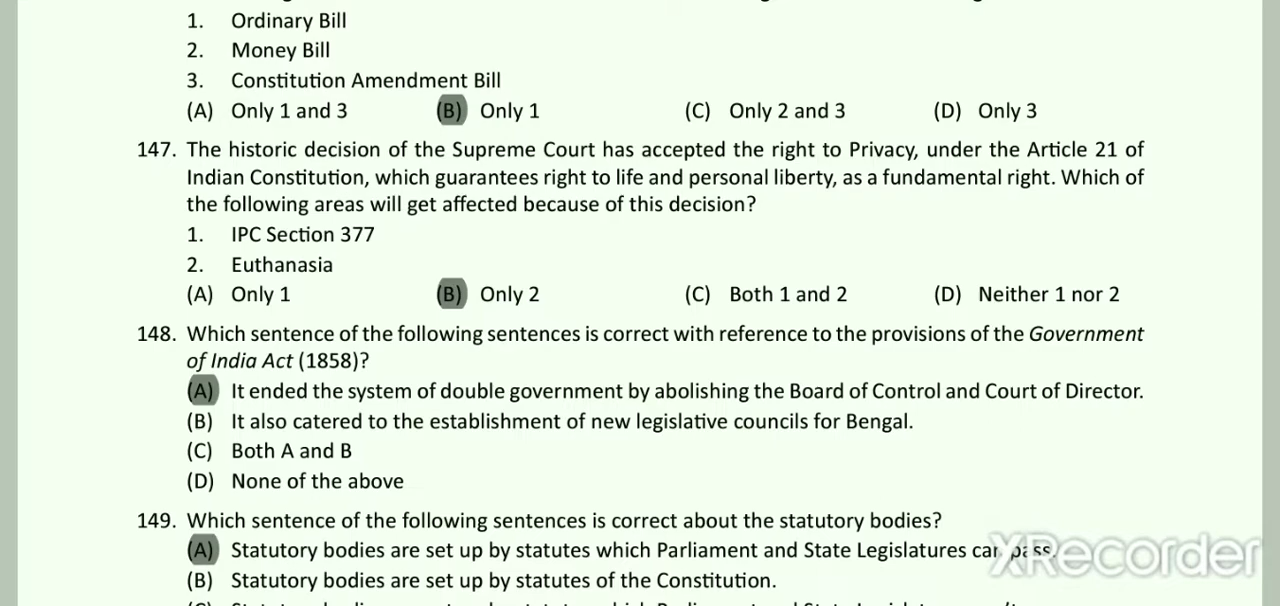 1. Ordinary Bill
2. Money Bill
3. Constitution Amendment Bill
(A) Only 1 and 3 (B) Only 1 (C) Only 2 and 3 (D) Only 3
147. The historic decision of the Supreme Court has accepted the right to Privacy, under the Article 21 of
Indian Constitution, which guarantees right to life and personal liberty, as a fundamental right. Which of
the following areas will get affected because of this decision?
1. IPC Section 377
2. Euthanasia
(A) Only 1 (B) Only 2 (C) Both 1 and 2 (D) Neither 1 nor 2
148. Which sentence of the following sentences is correct with reference to the provisions of the Government
of India Act (1858)?
(A) It ended the system of double government by abolishing the Board of Control and Court of Director.
(B) It also catered to the establishment of new legislative councils for Bengal.
(C) Both A and B
(D) None of the above
149. Which sentence of the following sentences is correct about the statutory bodies?
(A) Statutory bodies are set up by statutes which Parliament and State Legislatures can pass.
XRecorder
(B) Statutory bodies are set up by statutes of the Constitution.